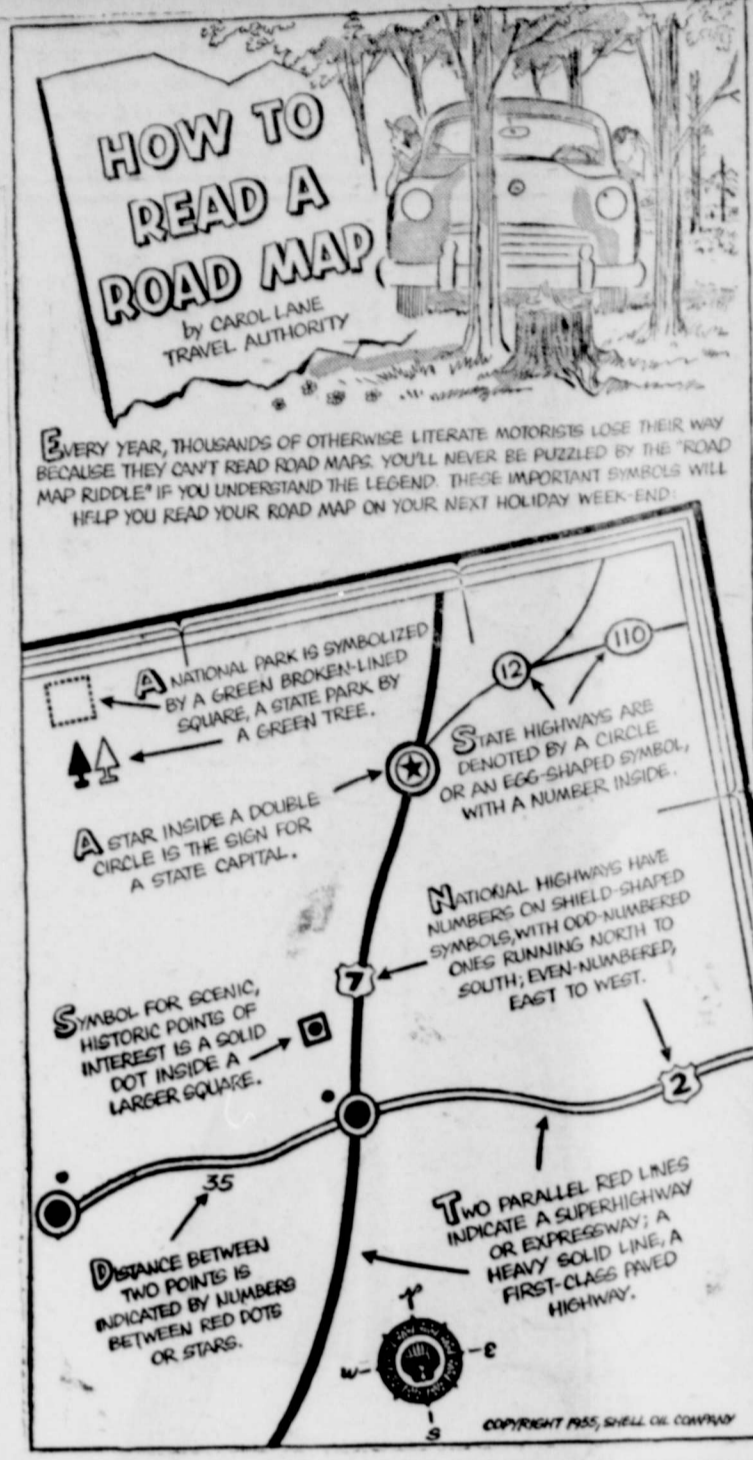 HOW TO
READ A
ROAD MAP
by CAROL LANE
TRAVEL AUTHORITY
EVERY YEAR, THOUSANDS OF OTHERWISE LITERATE MOTORISTS LOSE THEIR WAY
BECAUSE THEY CAN'T READ ROAD MAPS. YOU'LL NEVER BE PUZZLED BY THE "ROAD
MAP RIDDLE" IF YOU UNDERSTAND THE LEGEND. THESE IMPORTANT SYMBOLS WILL
HELP YOU READ YOUR ROAD MAP ON YOUR NEXT HOLIDAY WEEK-END:
A NATIONAL PARK IS SYMBOLIZED
BY A GREEN BROKEN-LINED
SQUARE, A STATE PARK BY
A GREEN TREE.
12
110
STATE HIGHWAYS ARE
DENOTED BY A CIRCLE
OR AN EGG-SHAPED SYMBOL,
WITH A NUMBER INSIDE.
A STAR INSIDE A DOUBLE
CIRCLE IS THE SIGN FOR
A STATE CAPITAL.
NATIONAL HIGHWAYS HAVE
NUMBERS ON SHIELD-SHAPED
SYMBOLS, WITH ODD-NUMBERED
ONES RUNNING NORTH TO
SOUTH; EVEN-NUMBERED,
EAST TO WEST.
7
SYMBOL FOR SCENIC,
HISTORIC POINTS OF
INTEREST IS A SOLID
DOT INSIDE A
LARGER SQUARE.
2
35
DISTANCE BETWEEN
TWO POINTS IS
INDICATED BY NUMBERS
BETWEEN RED DOTS
OR STARS.
TWO PARALLEL RED LINES
INDICATE A SUPERHIGHWAY
OR EXPRESSWAY; A
HEAVY SOLID LINE, A
FIRST-CLASS PAVED
HIGHWAY.
N
W
E
S
COPYRIGHT 1955, SHELL OIL COMPANY